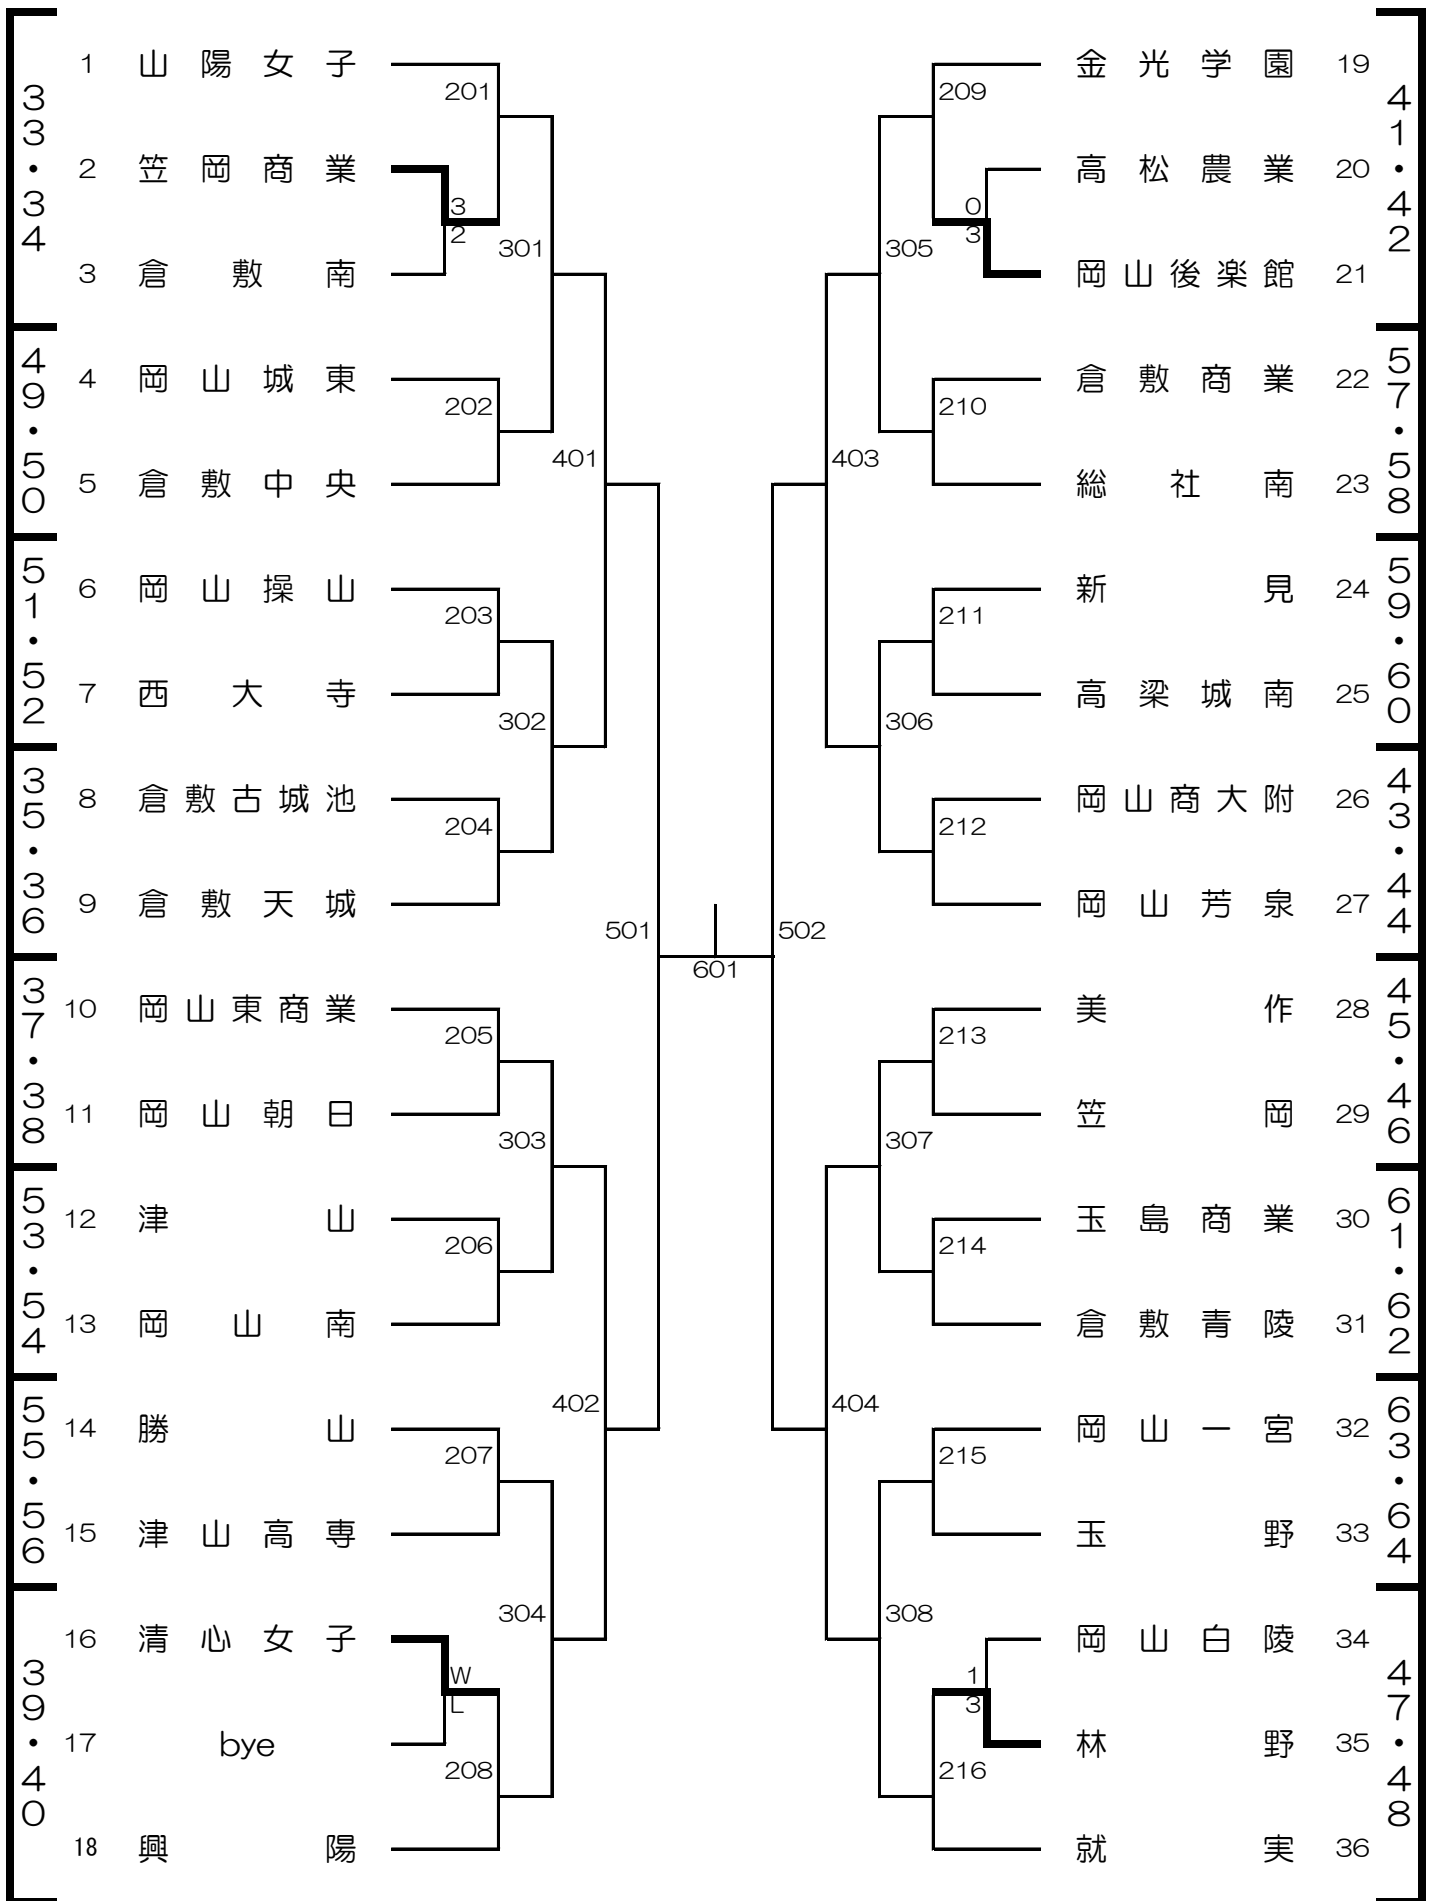 33・34
1 山陽女子
201
2 笠岡商業
3
2
301
3 倉敷南
49・50
4 岡山城東
202
401
5 倉敷中央
51・52
6 岡山操山
203
7 西大寺
302
35・36
8 倉敷古城池
204
9 倉敷天城
501
37・38
10 岡山東商業
205
11 岡山朝日
303
53・54
12 津山
206
13 岡山南
402
55・56
14 勝山
207
15 津山高専
304
39・40
16 清心女子
W
L
17 bye
208
18 興陽
601
41・42
金光学園 19
209
高松農業 20
0
3
305
岡山後楽館 21
57・58
倉敷商業 22
210
403
総社南 23
59・60
新見 24
211
高梁城南 25
306
43・44
岡山商大附 26
212
岡山芳泉 27
502
45・46
美作 28
213
笠岡 29
307
61・62
玉島商業 30
214
倉敷青陵 31
404
63・64
岡山一宮 32
215
玉野 33
308
47・48
岡山白陵 34
1
3
林野 35
216
就実 36